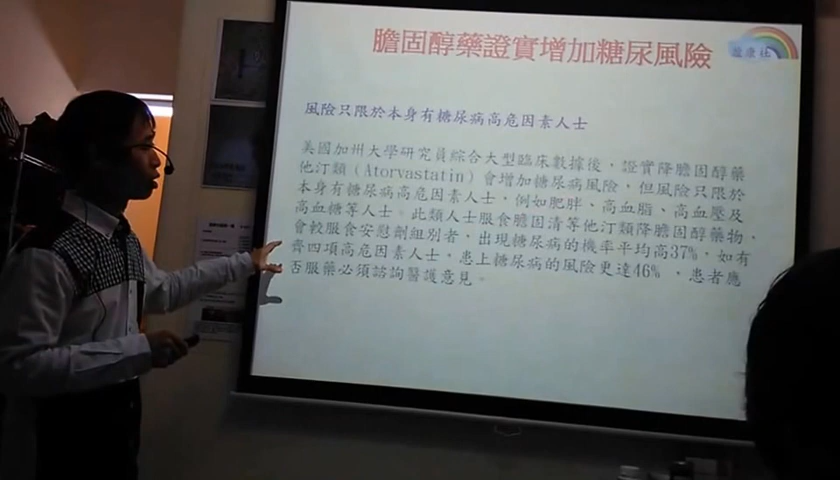 膽固醇藥證實增加糖尿風險
風險只限於本身有糖尿病高危因素人士
美國加州大學研究員綜合大型臨床數據後，證實降膽固醇藥
他汀類（Atorvastatin）會增加糖尿病風險，但風險只限於
本身有糖尿病高危因素人士，例如肥胖、高血脂、高血壓及
高血糖等人士。此類人士服食膽固清等他汀類降膽固醇藥物，
會較服食安慰劑組別者，出現糖尿病的機率平均高37%，如有
齊四項高危因素人士，患上糖尿病的風險更達46%，患者應
否服藥必須諮詢醫護意見。